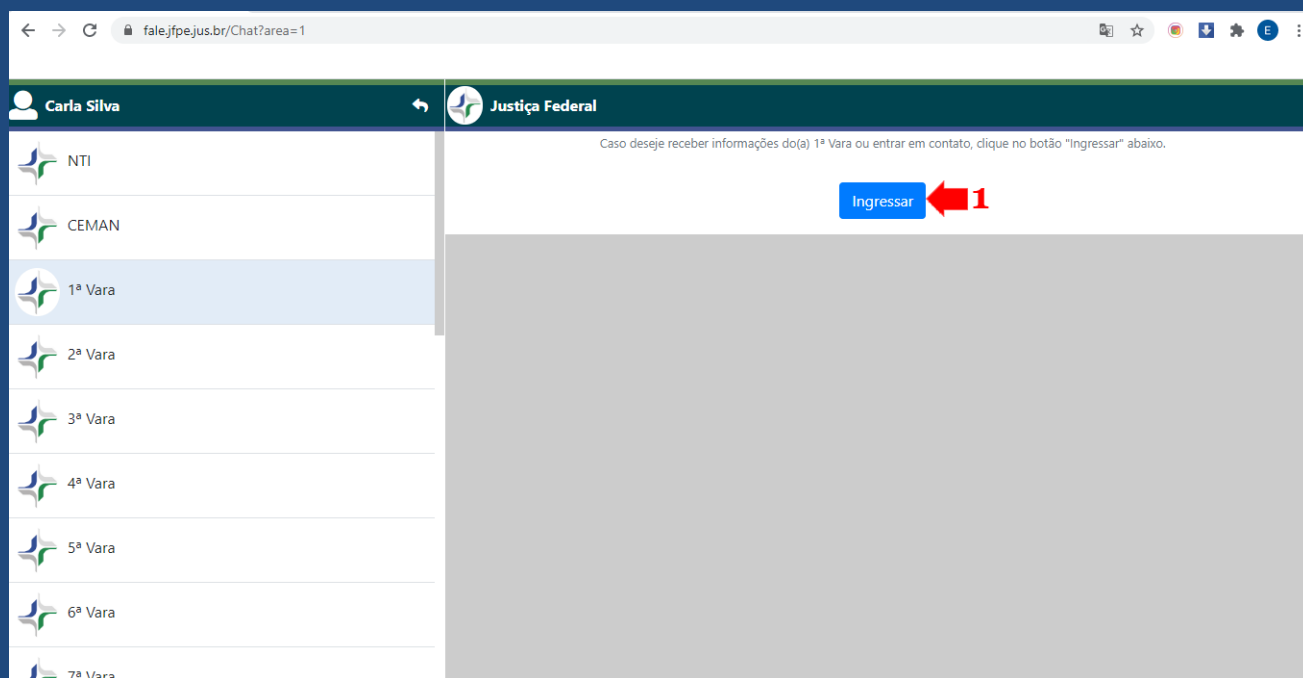 fale.jfpe.jus.br/Chat?area=1
E
Carla Silva
Justiça Federal
Caso deseje receber informações do(a) 1ª Vara ou entrar em contato, clique no botão "Ingressar" abaixo.
Ingressar
1
NTI
CEMAN
1ª Vara
2ª Vara
3ª Vara
4ª Vara
5ª Vara
6ª Vara
7ª Vara